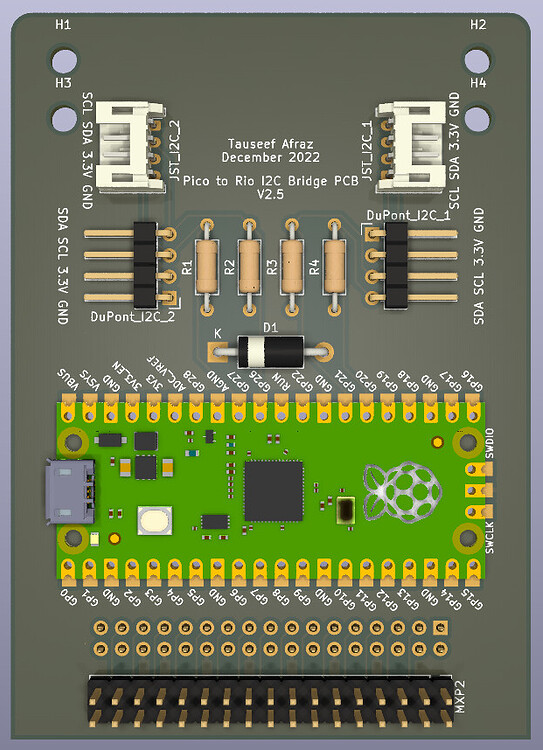 H1
H2
H3
H4
SCL SDA 3.3V GND
JST_I2C_2
JST_I2C_1
SCL SDA 3.3V GND
Tauseef Afraz
December 2022
Pico to Rio I2C Bridge PCB
V2.5
SDA SCL 3.3V GND
DuPont_I2C_2
R1
R2
R3
R4
DuPont_I2C_1
SDA SCL 3.3V GND
K
D1
VBUS
VSYS
GND
3V3_EN
3V3
ADC_VREF
GP28
AGND
GP27
GP26
RUN
GP22
GND
GP21
GP20
GP19
GP18
GND
GP17
GP16
SWDIO
SWCLK
GP0
GP1
GND
GP2
GP3
GP4
GP5
GND
GP6
GP7
GP8
GP9
GND
GP10
GP11
GP12
GP13
GND
GP14
GP15
MXP2